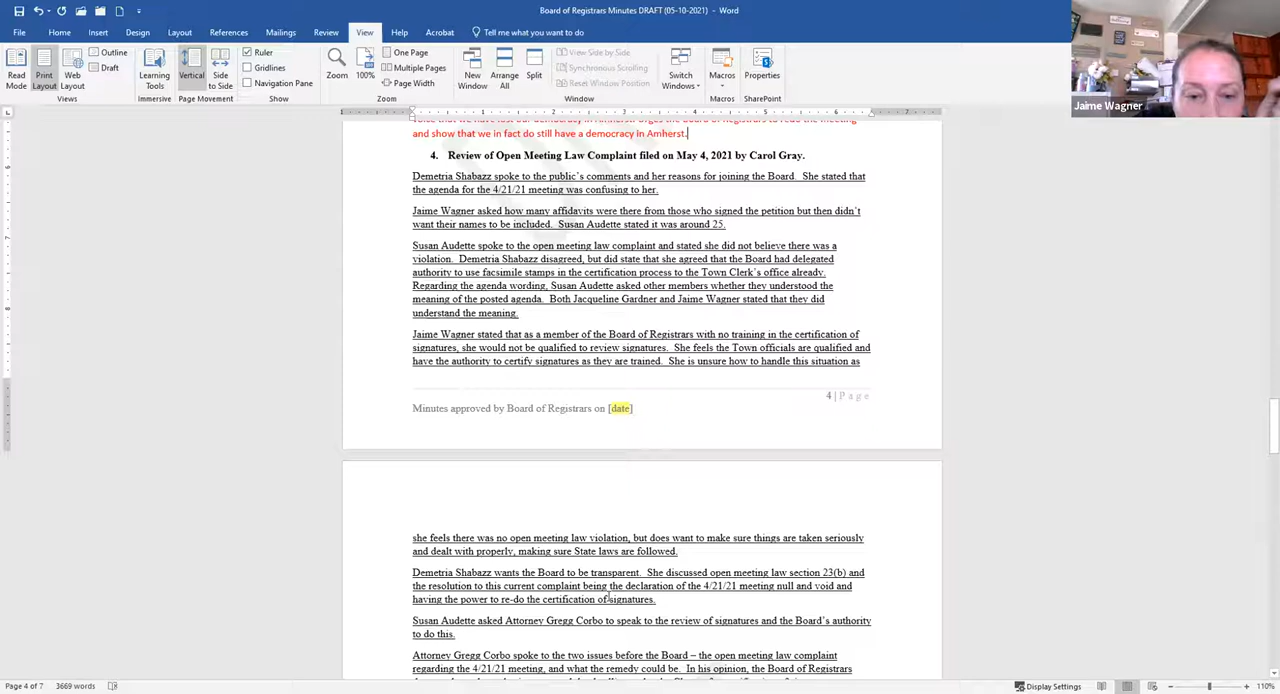 Board of Registrars Minutes DRAFT (05-10-2021) - Word
File Home Insert Design Layout References Mailings Review View Help Acrobat Tell me what you want to do
Read Mode
Print Layout
Web Layout
Outline
Draft
Views
Learning Tools
Immersive
Vertical
Side to Side
Page Movement
Ruler
Gridlines
Navigation Pane
Show
Zoom
100%
One Page
Multiple Pages
Page Width
Zoom
New Window
Arrange All
Split
View Side by Side
Synchronous Scrolling
Reset Window Position
Window
Switch Windows
Macros
Macros
Properties
SharePoint
Jaime Wagner
and show that we in fact do still have a democracy in Amherst.
4. Review of Open Meeting Law Complaint filed on May 4, 2021 by Carol Gray.
Demetria Shabazz spoke to the public's comments and her reasons for joining the Board. She stated that
the agenda for the 4/21/21 meeting was confusing to her.
Jaime Wagner asked how many affidavits were there from those who signed the petition but then didn't
want their names to be included. Susan Audette stated it was around 25.
Susan Audette spoke to the open meeting law complaint and stated she did not believe there was a
violation. Demetria Shabazz disagreed, but did state that she agreed that the Board had delegated
authority to use facsimile stamps in the certification process to the Town Clerk's office already.
Regarding the agenda wording, Susan Audette asked other members whether they understood the
meaning of the posted agenda. Both Jacqueline Gardner and Jaime Wagner stated that they did
understand the meaning.
Jaime Wagner stated that as a member of the Board of Registrars with no training in the certification of
signatures, she would not be qualified to review signatures. She feels the Town officials are qualified and
have the authority to certify signatures as they are trained. She is unsure how to handle this situation as
4 | Page
Minutes approved by Board of Registrars on [date]
she feels there was no open meeting law violation, but does want to make sure things are taken seriously
and dealt with properly, making sure State laws are followed.
Demetria Shabazz wants the Board to be transparent. She discussed open meeting law section 23(b) and
the resolution to this current complaint being the declaration of the 4/21/21 meeting null and void and
having the power to re-do the certification of signatures.
Susan Audette asked Attorney Gregg Corbo to speak to the review of signatures and the Board's authority
to do this.
Attorney Gregg Corbo spoke to the two issues before the Board – the open meeting law complaint
regarding the 4/21/21 meeting, and what the remedy could be. In his opinion, the Board of Registrars
Page 4 of 7 3669 words
Display Settings
110%